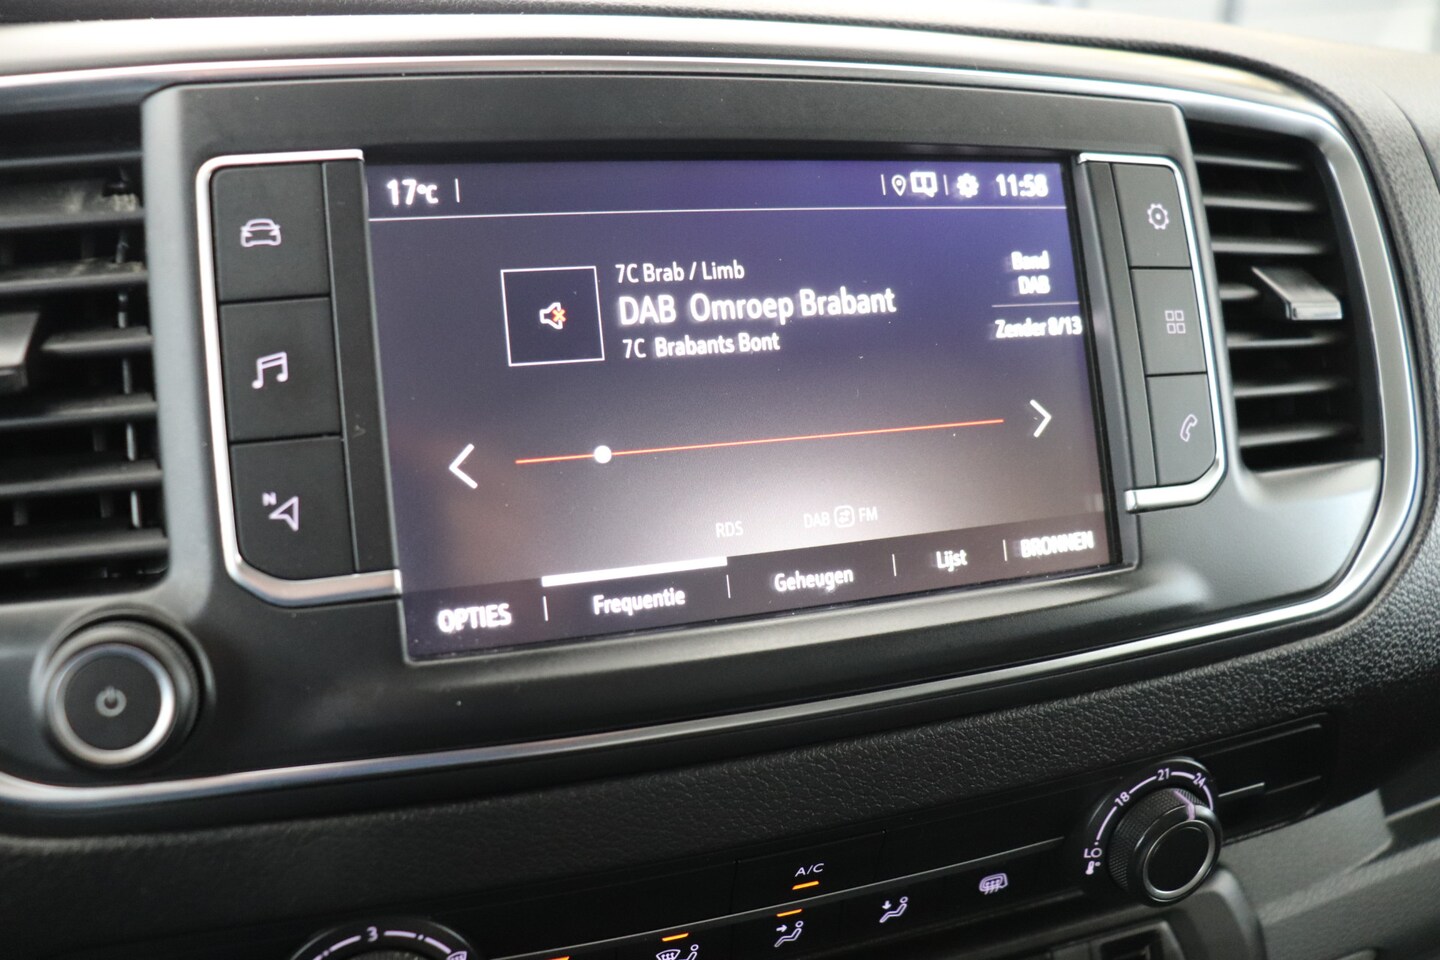 17°C
11:58
7C Brab / Limb
DAB Omroep Brabant
7C Brabants Bont
Band
DAB
Zender 8/13
N
RDS
DAB FM
OPTIES
Frequentie
Geheugen
Lijst
BRONNEN
LO 18 21 24
A/C
3